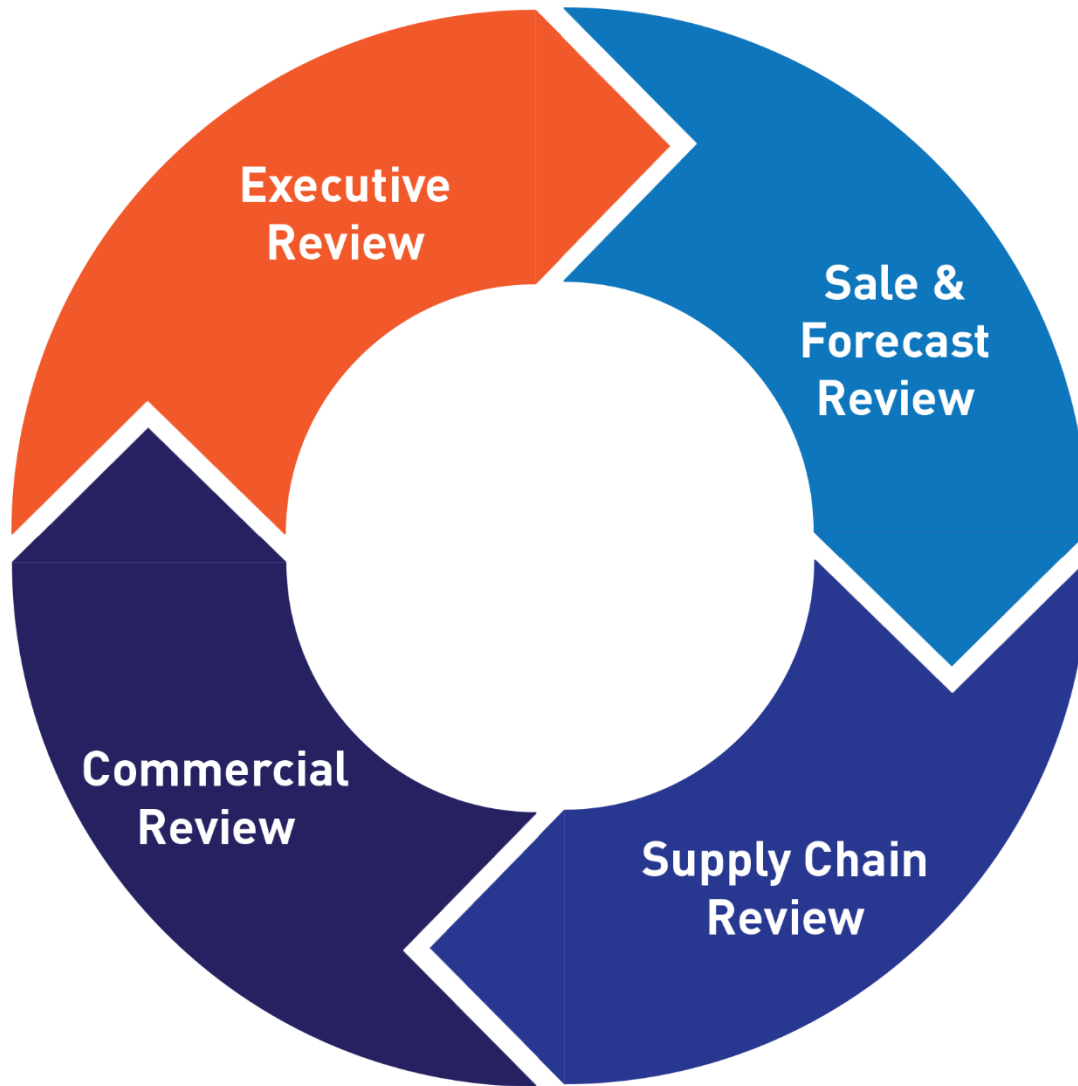 Executive
Review
Sale &
Forecast
Review
Commercial
Review
Supply Chain
Review